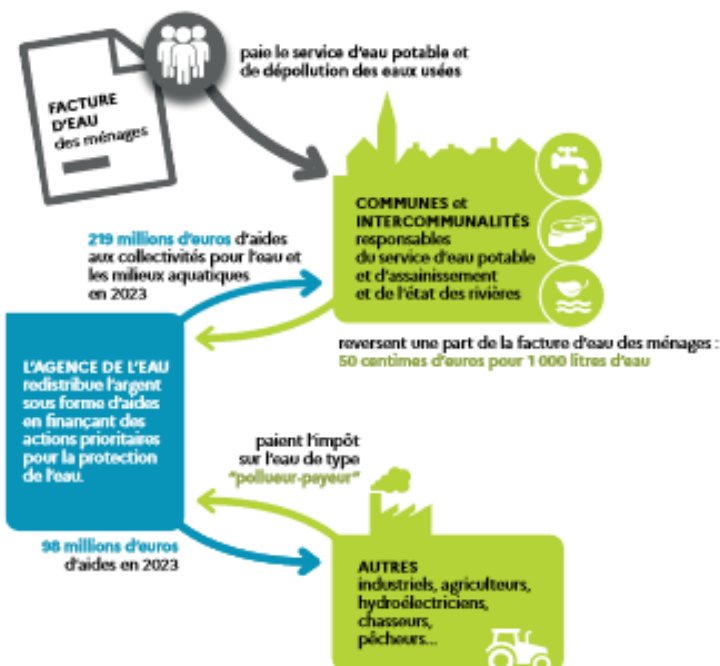 paie le service d'eau potable et
de dépollution des eaux usées
FACTURE
D'EAU
des ménages
COMMUNES et
INTERCOMMUNALITÉS
responsables
du service d'eau potable
et d'assainissement
et de l'état des rivières
219 millions d'euros d'aides
aux collectivités pour l'eau et
les milieux aquatiques
en 2023
reversent une part de la facture d'eau des ménages :
50 centimes d'euros pour 1 000 litres d'eau
L'AGENCE DE L'EAU
redistribue l'argent
sous forme d'aides
en finançant des
actions prioritaires
pour la protection
de l'eau.
paient l'impôt
sur l'eau de type
"pollueur-payeur"
98 millions d'euros
d'aides en 2023
AUTRES
industriels, agriculteurs,
hydroélectriciens,
chasseurs,
pêcheurs...